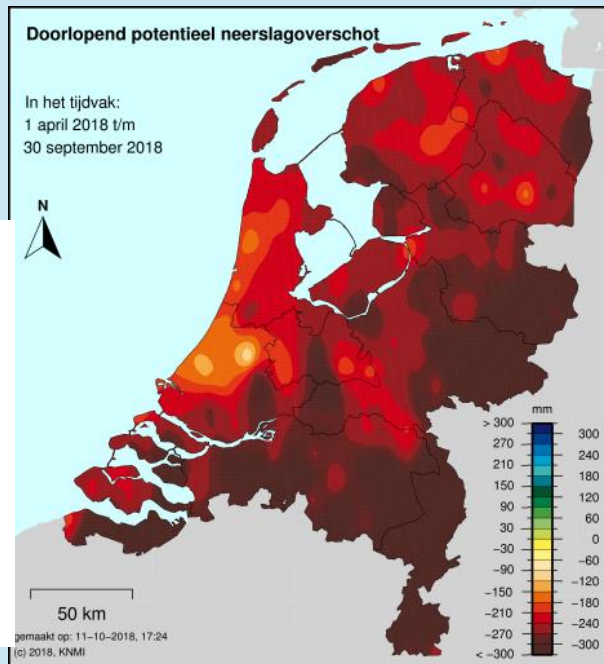 Doorlopend potentieel neerslagoverschot
In het tijdvak:
1 april 2018 t/m
30 september 2018
N
mm
> 300
300
270
240
210
180
150
120
90
60
30
0
−30
−60
−90
−120
−150
−180
−210
−240
−270
−300
< −300
50 km
gemaakt op: 11−10−2018, 17:24
(c) 2018, KNMI